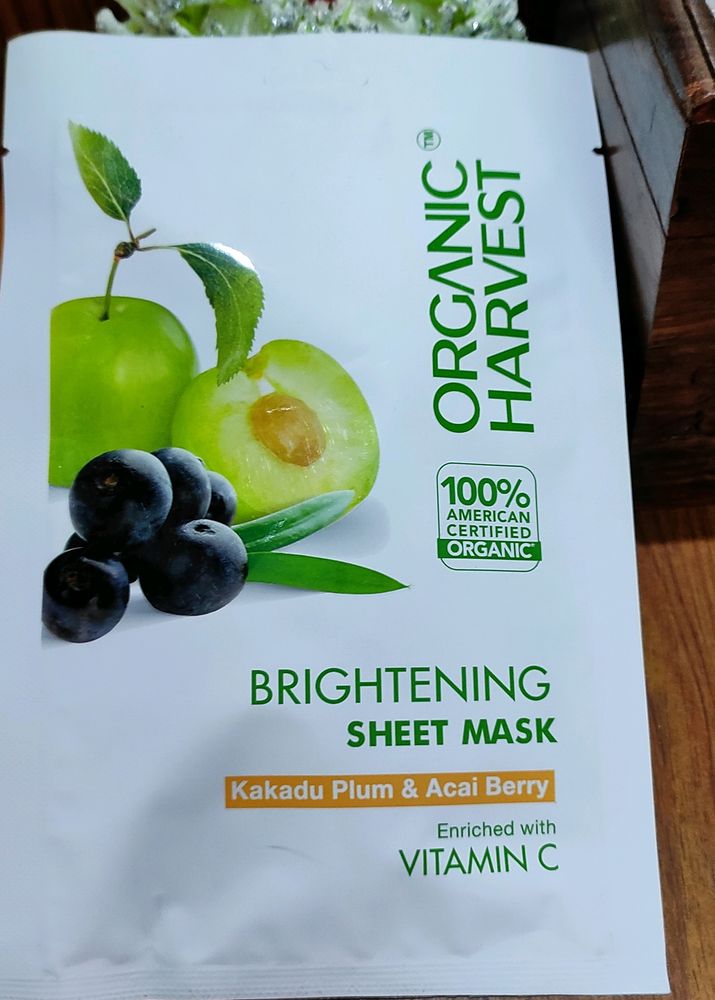 ORGANIC™
HARVEST
100%
AMERICAN
CERTIFIED
ORGANIC*
BRIGHTENING
SHEET MASK
Kakadu Plum & Acai Berry
Enriched with
VITAMIN C